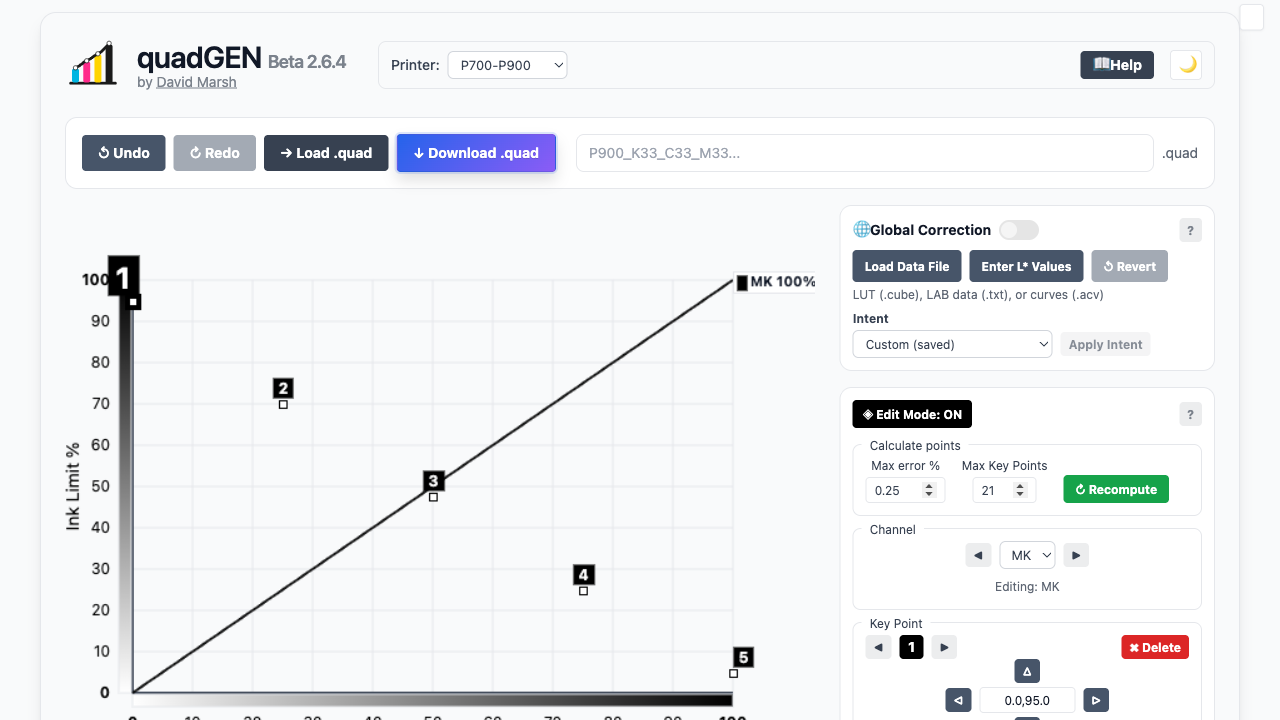 quadGEN Beta 2.6.4
by David Marsh
Printer: P700-P900
📖Help
🌙
↺ Undo
↻ Redo
→ Load .quad
↓ Download .quad
P900_K33_C33_M33...
.quad
🌐Global Correction
?
Load Data File
Enter L* Values
↺ Revert
LUT (.cube), LAB data (.txt), or curves (.acv)
Intent
Custom (saved)
Apply Intent
◈ Edit Mode: ON
?
Calculate points
Max error %
Max Key Points
0.25
21
↻ Recompute
Channel
◄
MK
►
Editing: MK
Key Point
◄
1
►
✖ Delete
0.0,95.0
Ink Limit %
100
90
80
70
60
50
40
30
20
10
0
1
2
3
4
5
MK 100%
0 10 20 30 40 50 60 70 80 90 100